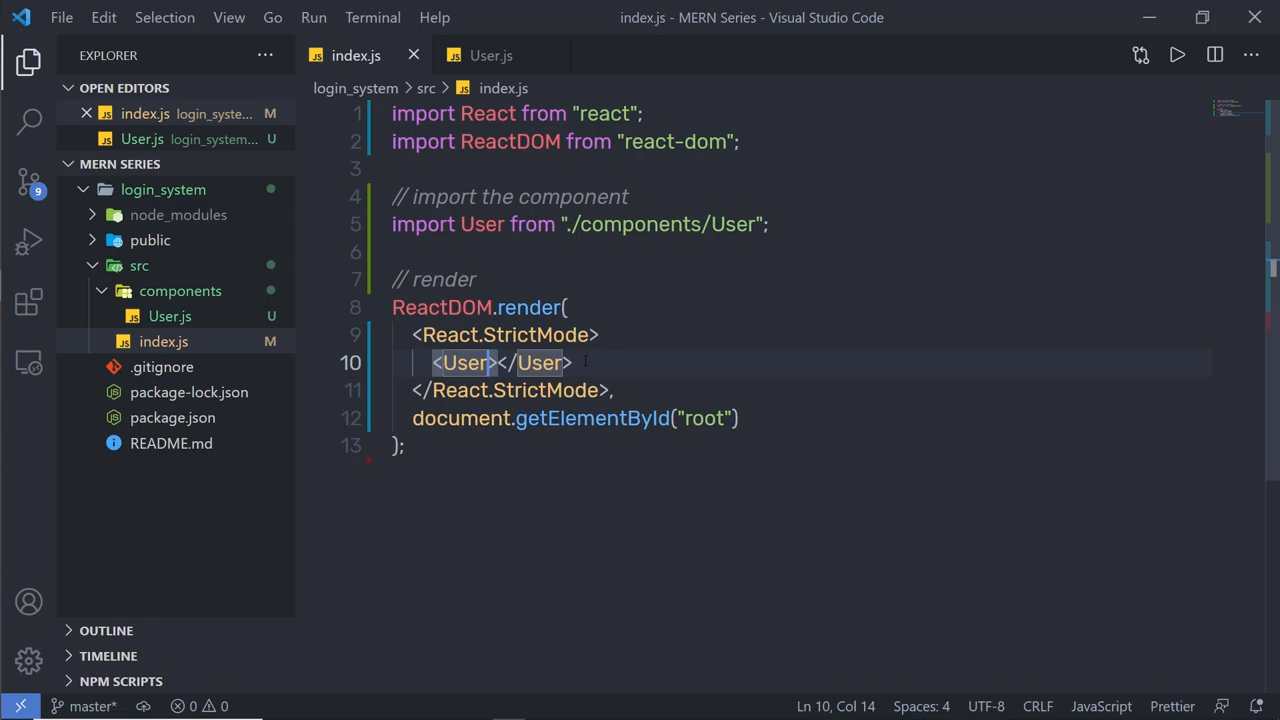 File Edit Selection View Go Run Terminal Help index.js - MERN Series - Visual Studio Code
EXPLORER
OPEN EDITORS
index.js login_syste... M
User.js login_system... U
MERN SERIES
login_system
node_modules
public
src
components
User.js U
index.js M
.gitignore
package-lock.json
package.json
README.md
OUTLINE
TIMELINE
NPM SCRIPTS
9
index.js User.js
login_system > src > index.js
1 import React from "react";
2 import ReactDOM from "react-dom";
3
4 // import the component
5 import User from "./components/User";
6
7 // render
8 ReactDOM.render(
9 <React.StrictMode>
10 <User></User>
11 </React.StrictMode>,
12 document.getElementById("root")
13 );
master* 0 0 Ln 10, Col 14 Spaces: 4 UTF-8 CRLF JavaScript Prettier